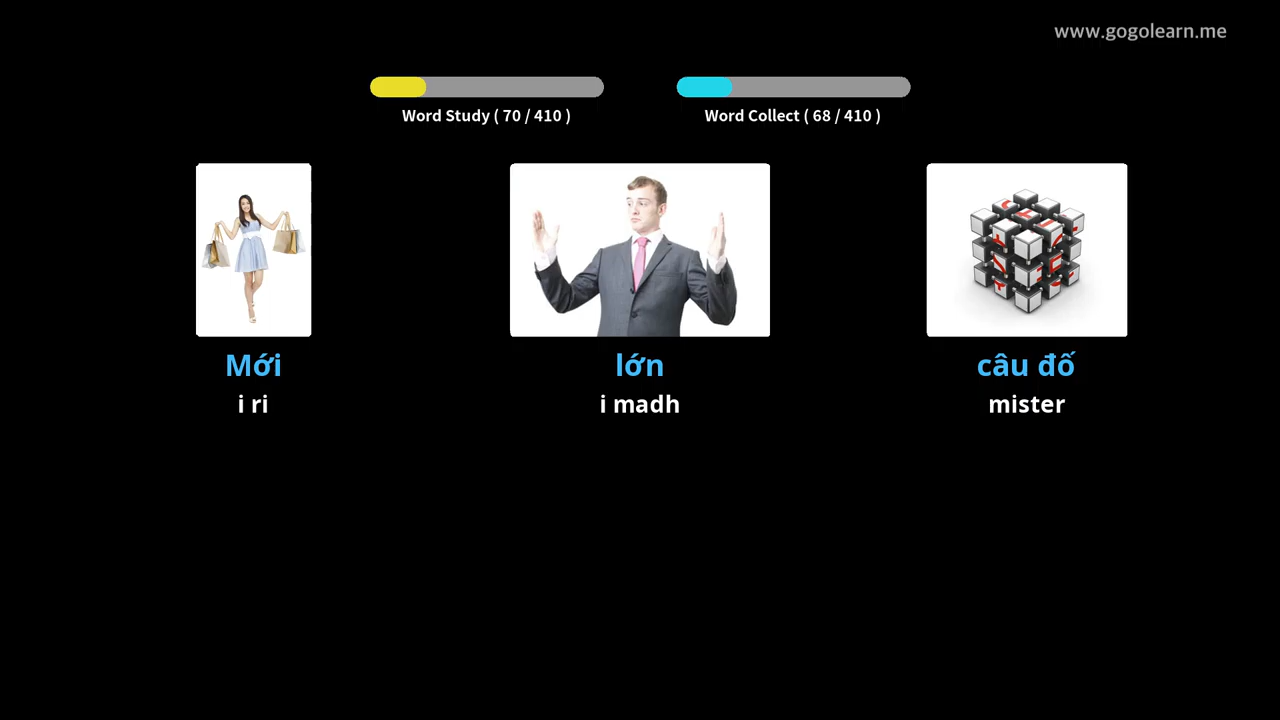 www.gogolearn.me
Word Study ( 70 / 410 )
Word Collect ( 68 / 410 )
Mới
i ri
lớn
i madh
câu đố
mister